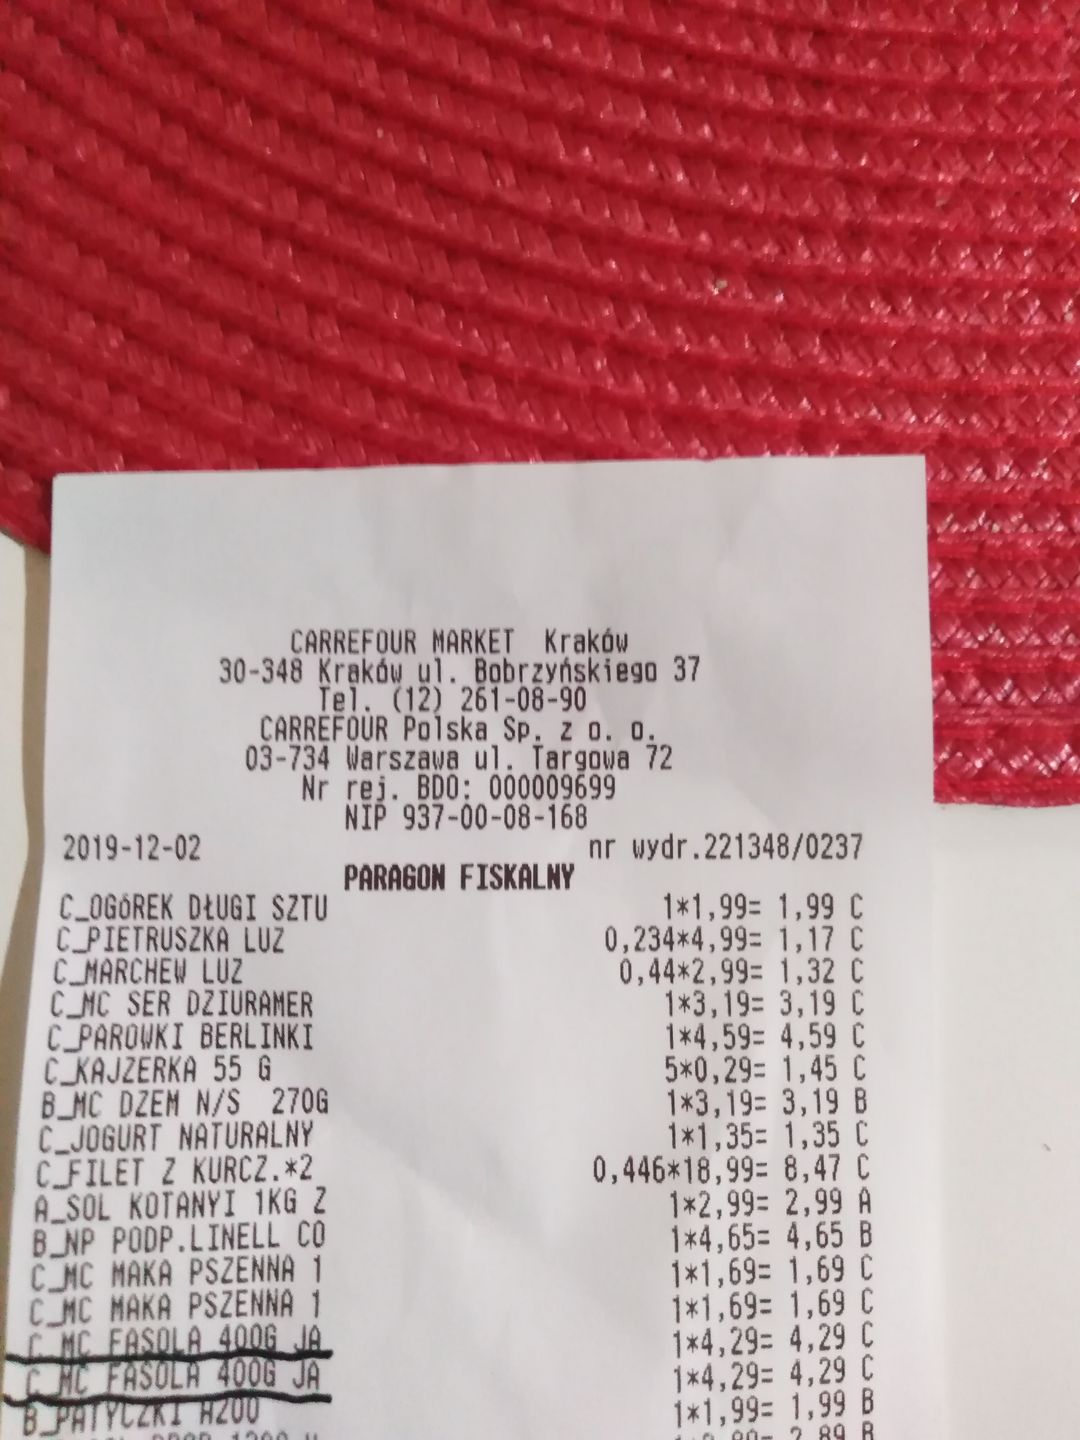 CARREFOUR MARKET Kraków
30-348 Kraków ul. Bobrzyńskiego 37
Tel. (12) 261-08-90
CARREFOUR Polska Sp. z o. o.
03-734 Warszawa ul. Targowa 72
Nr rej. BDO: 000009699
NIP 937-00-08-168
2019-12-02 nr wydr.221348/0237
PARAGON FISKALNY
C_OGÓREK DŁUGI SZTU 1*1,99= 1,99 C
C_PIETRUSZKA LUZ 0,234*4,99= 1,17 C
C_MARCHEW LUZ 0,44*2,99= 1,32 C
C_MC SER DZIURAMER 1*3,19= 3,19 C
C_PAROWKI BERLINKI 1*4,59= 4,59 C
C_KAJZERKA 55 G 5*0,29= 1,45 C
B_MC DZEM N/S 270G 1*3,19= 3,19 B
C_JOGURT NATURALNY 1*1,35= 1,35 C
C_FILET Z KURCZ.*2 0,446*18,99= 8,47 C
A_SOL KOTANYI 1KG Z 1*2,99= 2,99 A
B_NP PODP.LINELL CO 1*4,65= 4,65 B
C_MC MAKA PSZENNA 1 1*1,69= 1,69 C
C_MC MAKA PSZENNA 1 1*1,69= 1,69 C
C_MC FASOLA 400G JA 1*4,29= 4,29 C
C_MC FASOLA 400G JA 1*4,29= 4,29 C
B_PATYCZKI A200 1*1,99= 1,99 B
2,89 B